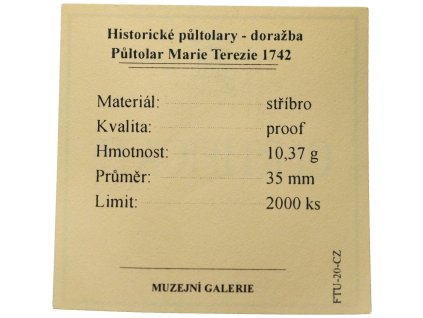 Historické půltolary - doražba
Půltolar Marie Terezie 1742
Materiál: stříbro
Kvalita: proof
Hmotnost: 10,37 g
Průměr: 35 mm
Limit: 2000 ks
MUZEJNÍ GALERIE
FTU-20-CZ